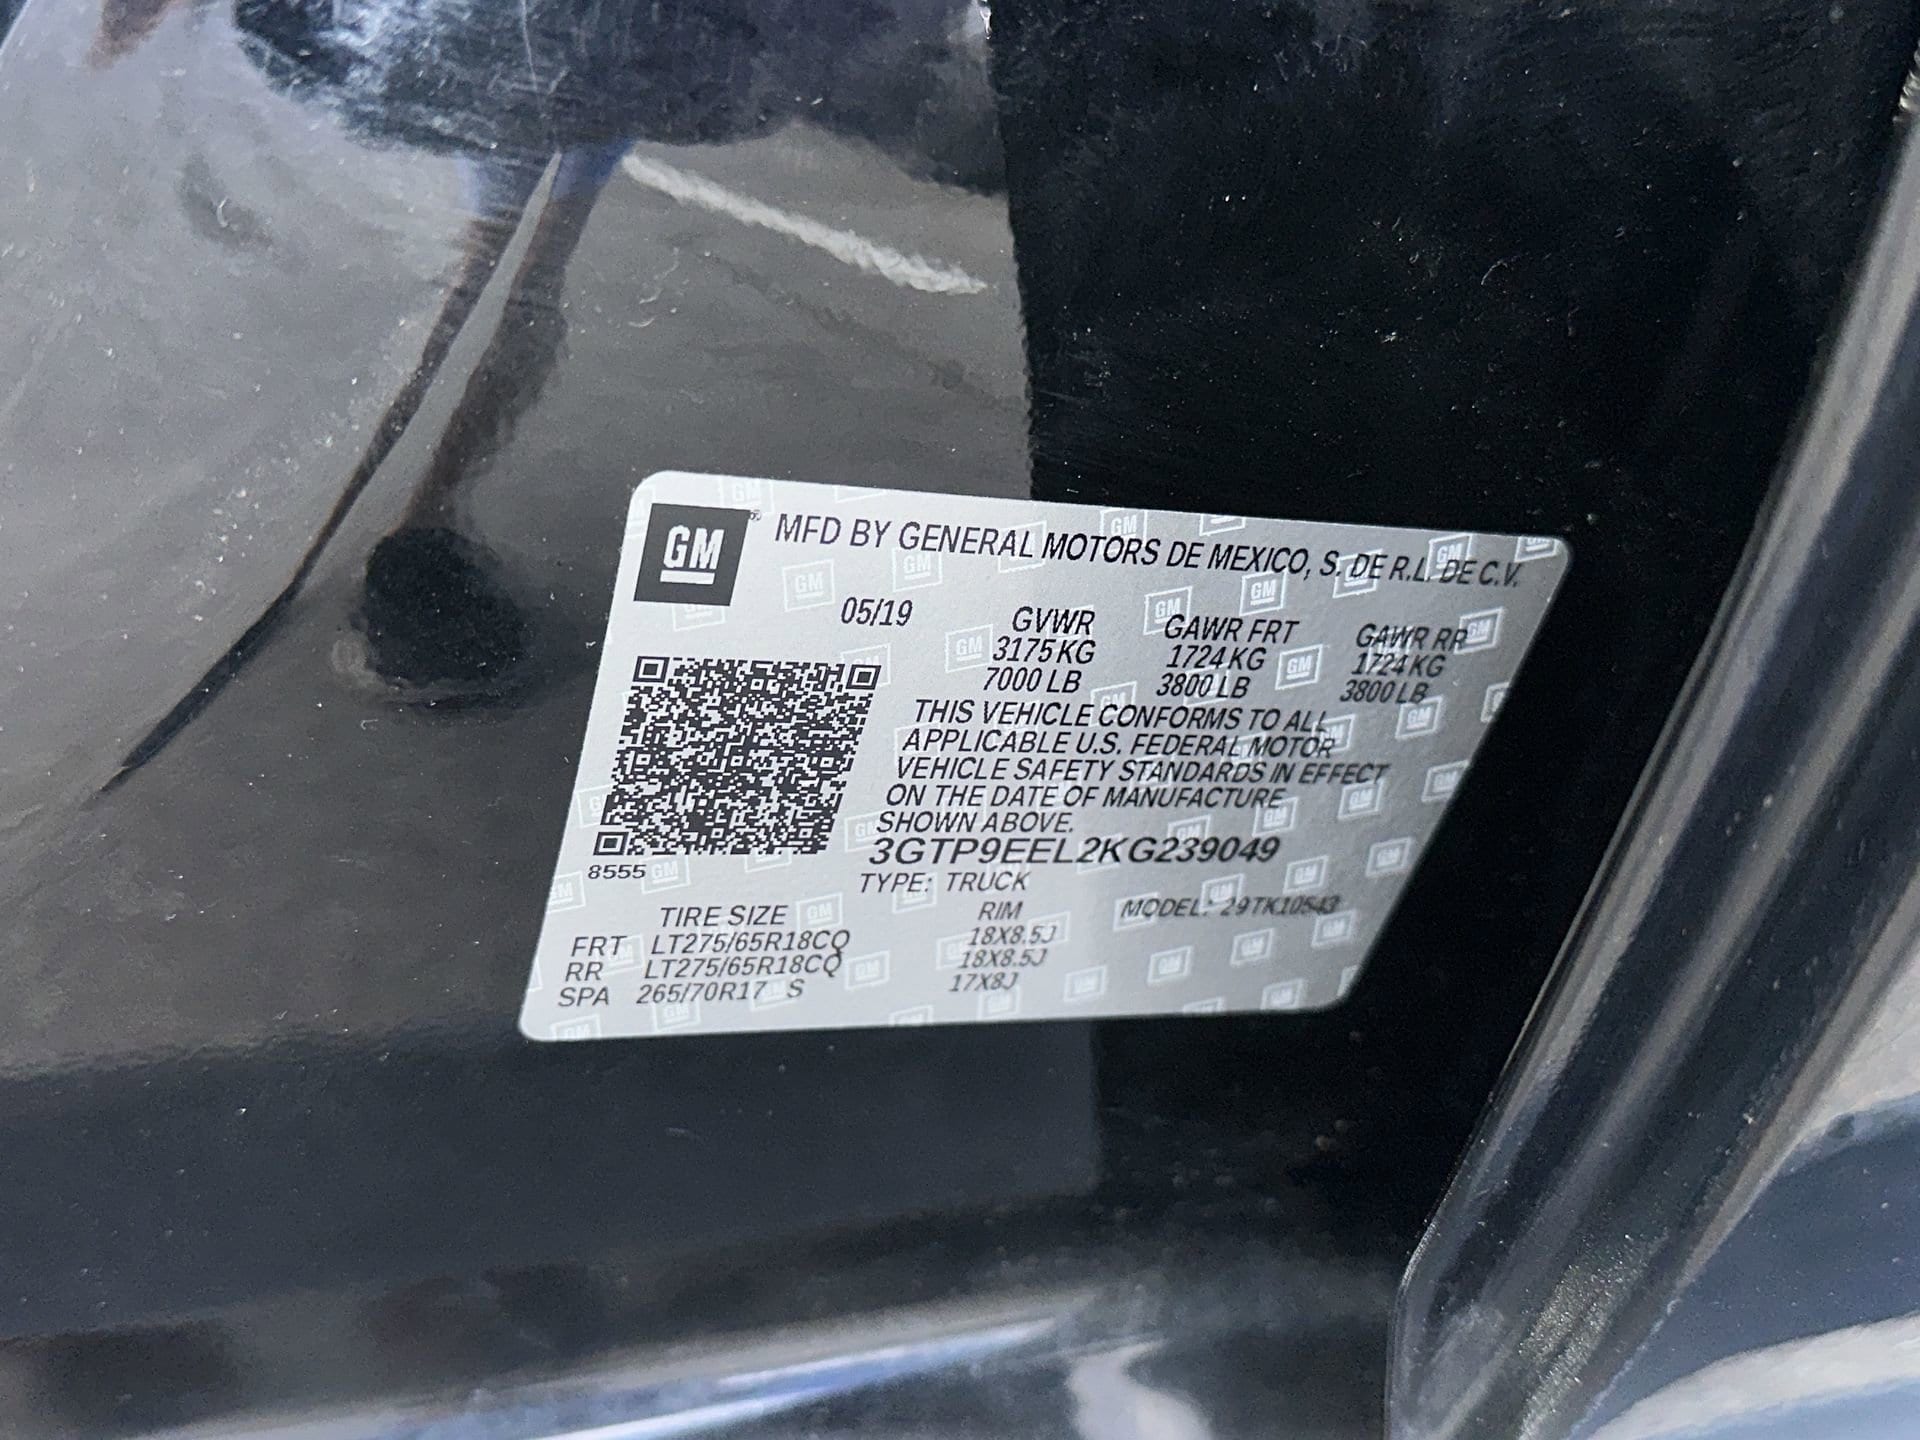 GM ® MFD BY GENERAL MOTORS DE MEXICO, S. DE R.L. DE C.V.
05/19 GVWR GAWR FRT GAWR RR
3175 KG 1724 KG 1724 KG
7000 LB 3800 LB 3800 LB
THIS VEHICLE CONFORMS TO ALL
APPLICABLE U.S. FEDERAL MOTOR
VEHICLE SAFETY STANDARDS IN EFFECT
ON THE DATE OF MANUFACTURE
SHOWN ABOVE.
3GTP9EEL2KG239049
8555
TYPE: TRUCK
TIRE SIZE RIM MODEL: 29TK10543
FRT LT275/65R18CQ 18X8.5J
RR LT275/65R18CQ 18X8.5J
SPA 265/70R17 S 17X8J